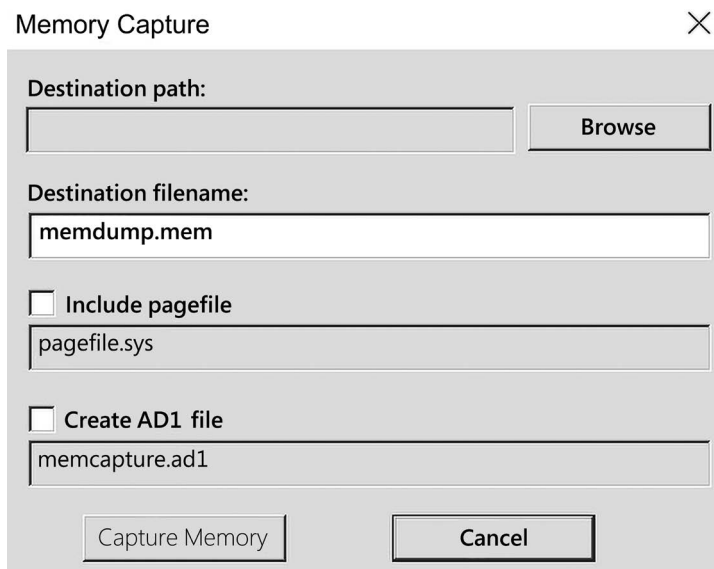 Memory Capture
Destination path:
Browse
Destination filename:
memdump.mem
Include pagefile
pagefile.sys
Create AD1 file
memcapture.ad1
Capture Memory
Cancel